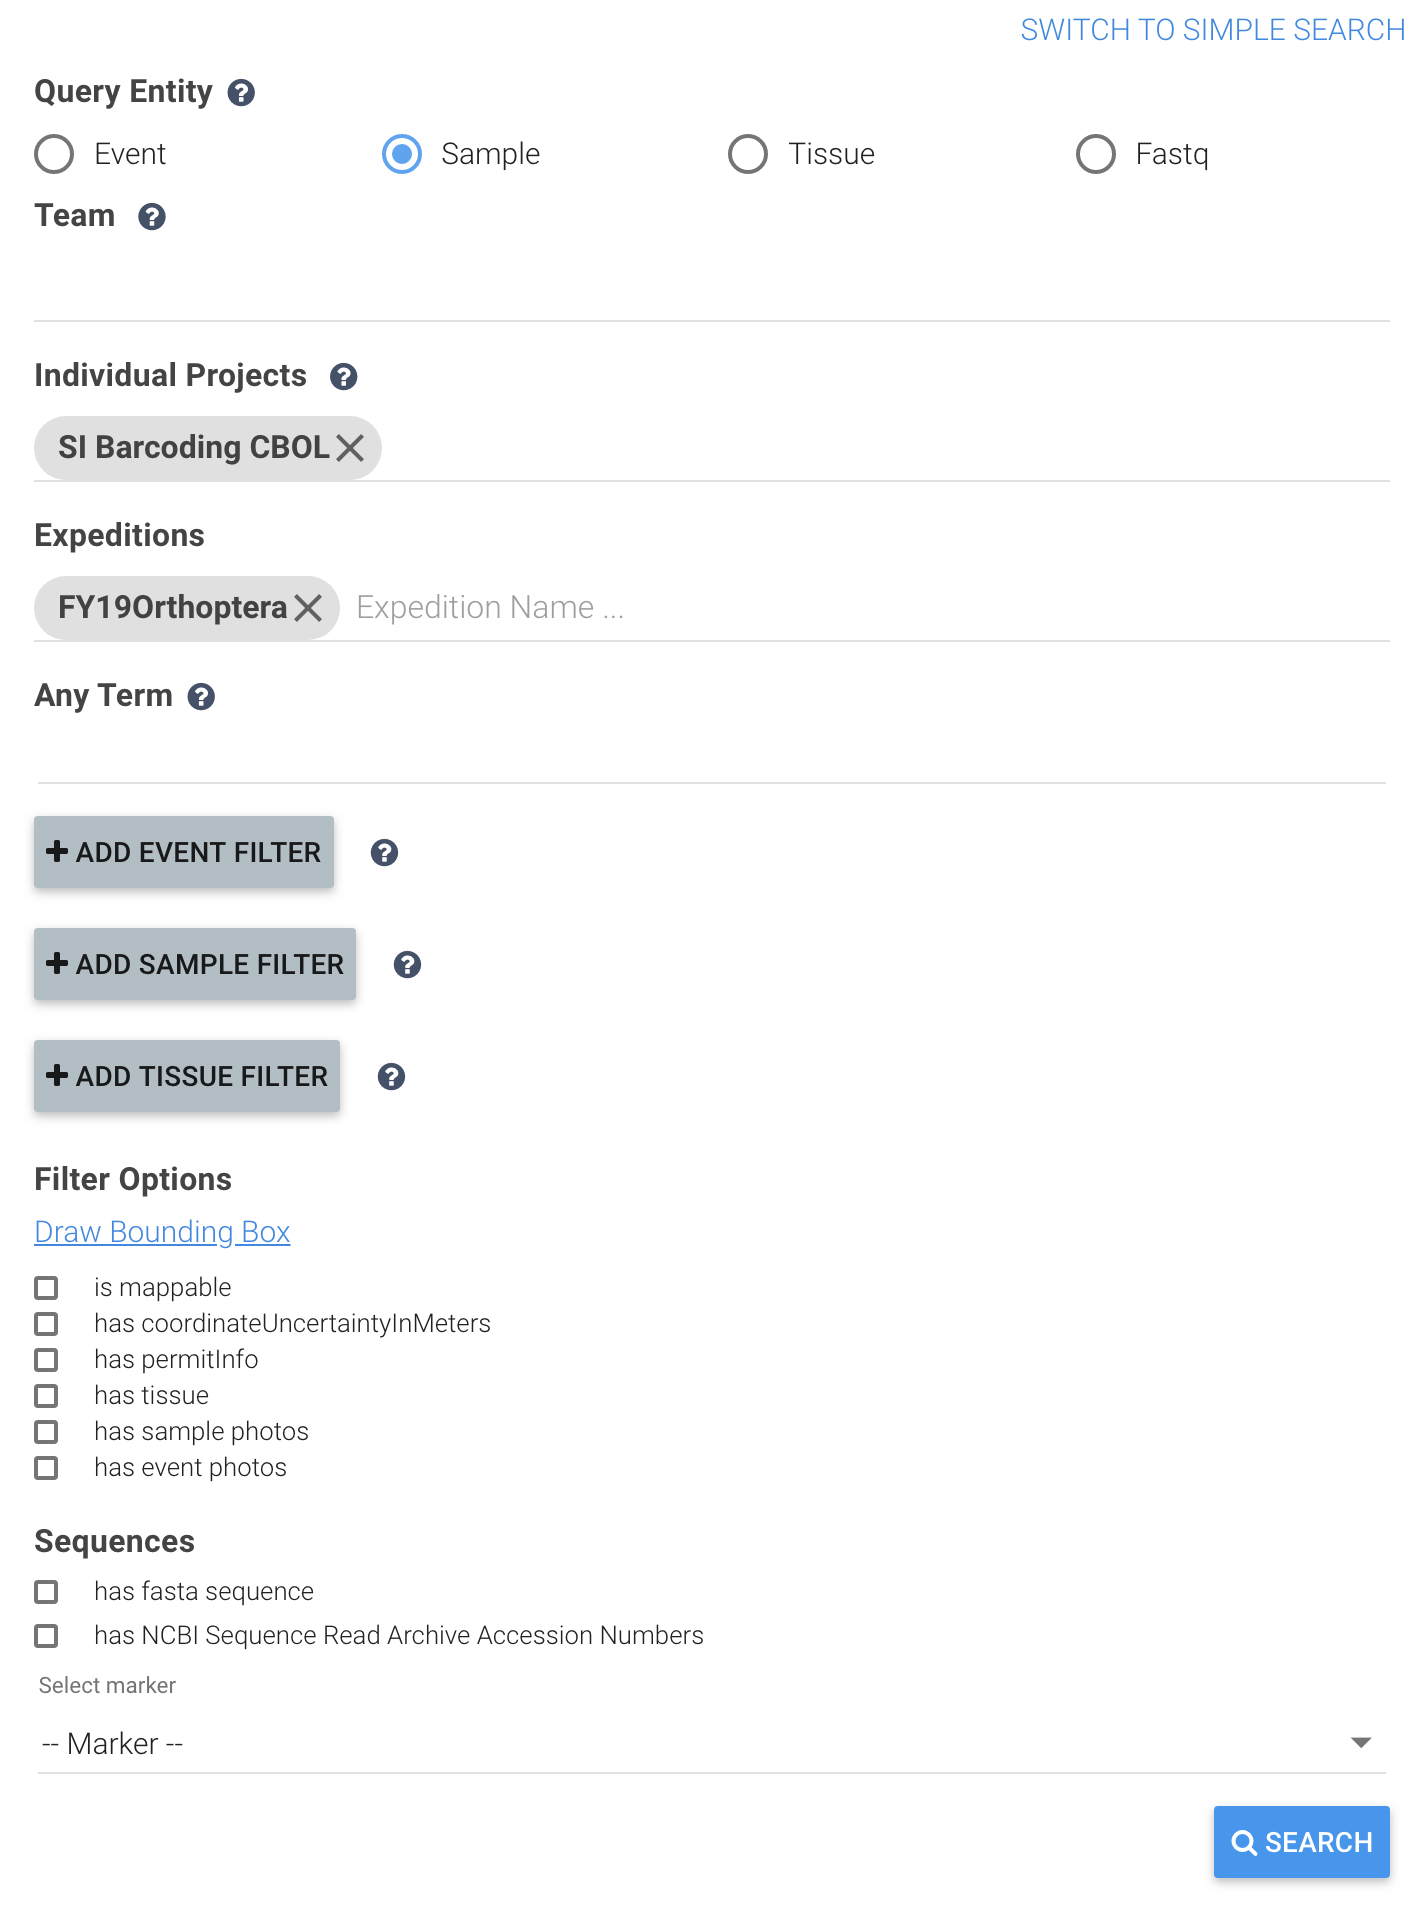 SWITCH TO SIMPLE SEARCH
Query Entity ?
Event Sample Tissue Fastq
Team ?
Individual Projects ?
SI Barcoding CBOL
Expeditions
FY19Orthoptera Expedition Name ...
Any Term ?
+ ADD EVENT FILTER ?
+ ADD SAMPLE FILTER ?
+ ADD TISSUE FILTER ?
Filter Options
Draw Bounding Box
is mappable
has coordinateUncertaintyInMeters
has permitInfo
has tissue
has sample photos
has event photos
Sequences
has fasta sequence
has NCBI Sequence Read Archive Accession Numbers
Select marker
-- Marker --
SEARCH